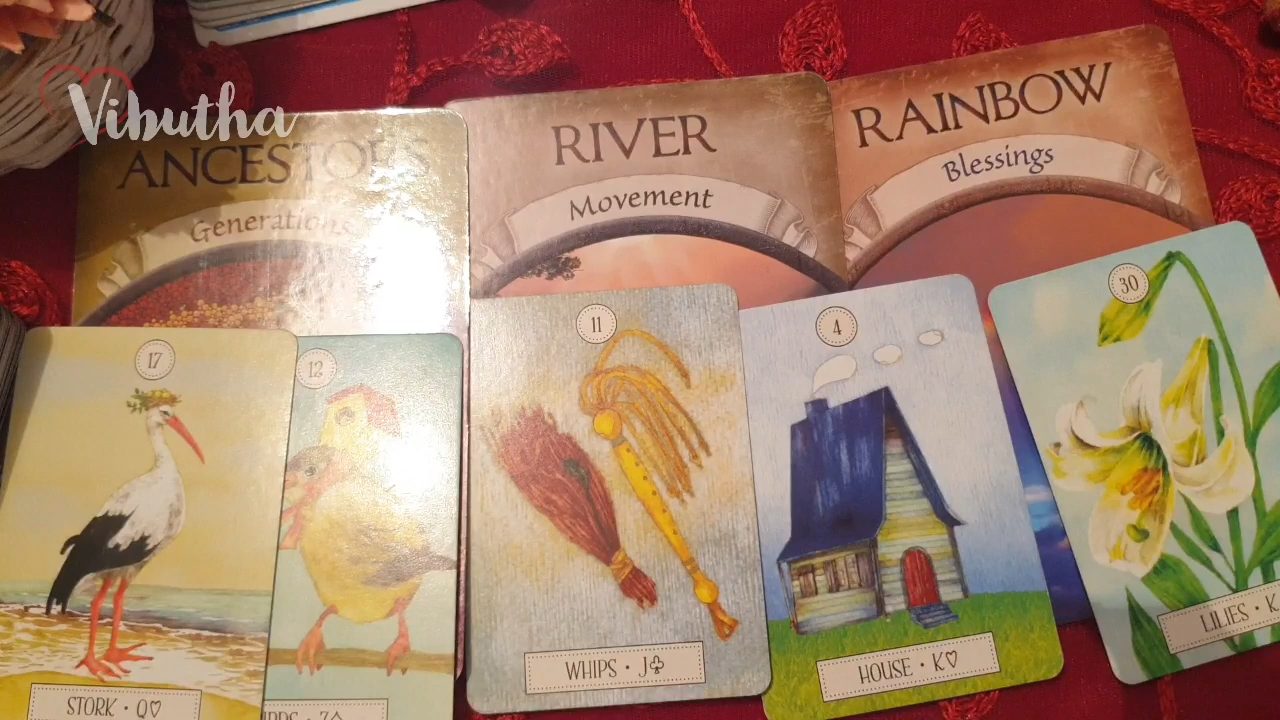 Vibutha
ANCESTORS
Generations
RIVER
Movement
RAINBOW
Blessings
17
12
11
4
30
STORK • Q♡
WHIPS • J♧
HOUSE • K♡
LILIES • K